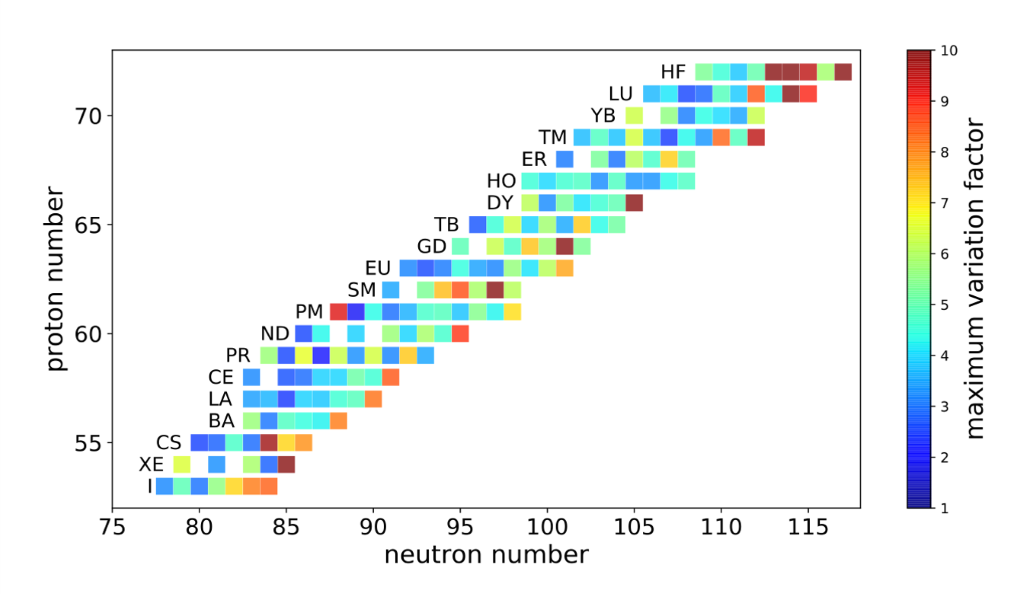 HF
LU
YB
TM
ER
HO
DY
TB
GD
EU
SM
PM
ND
PR
CE
LA
BA
CS
XE
I
70
65
60
55
proton number
75 80 85 90 95 100 105 110 115
neutron number
10
9
8
7
6
5
4
3
2
1
maximum variation factor